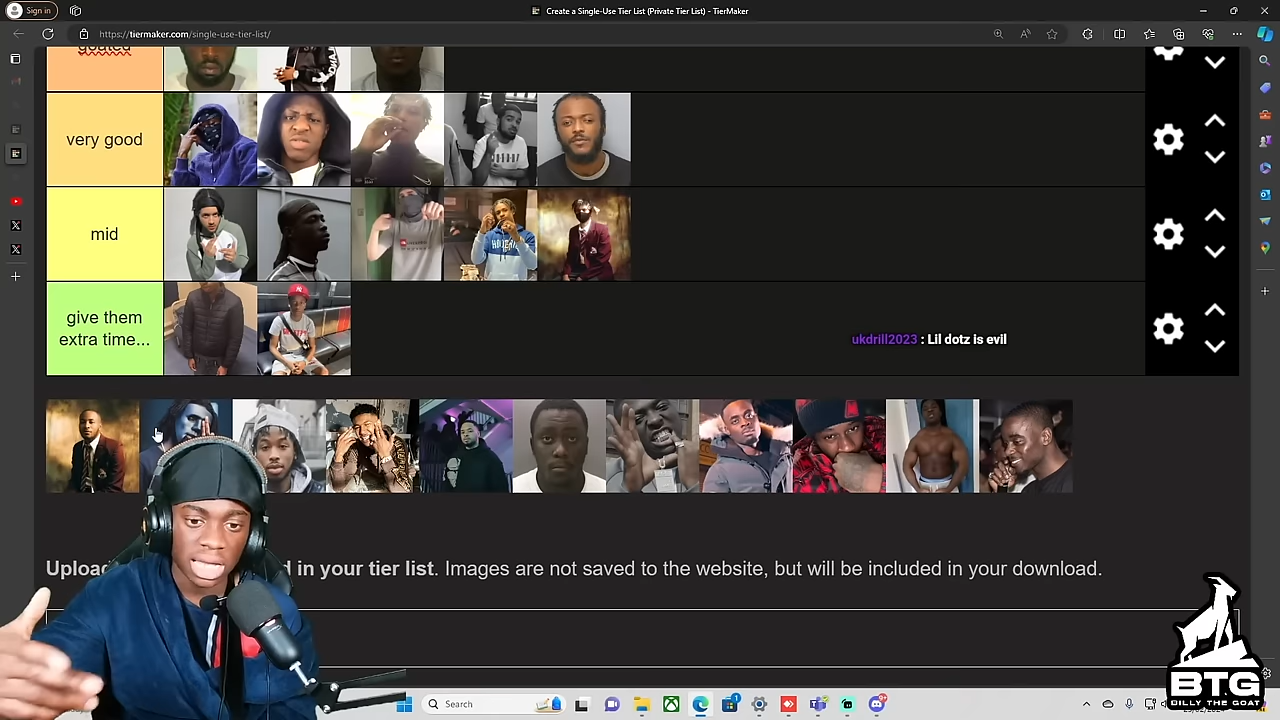 Sign in
Create a Single-Use Tier List (Private Tier List) - TierMaker
https://tiermaker.com/single-use-tier-list/
goated
very good
mid
give them
extra time...
ukdrill2023 : Lil dotz is evil
Upload
d in your tier list. Images are not saved to the website, but will be included in your download.
BTG
BILLY THE GOAT
Search